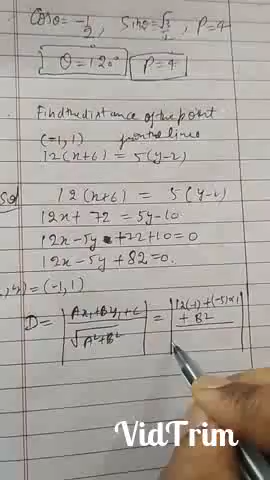 Cosθ = -1/2, Sinθ = √3/2, P = 4
θ = 120° P = 4
Find the distance of the point
(-1,1) from the lines
12(x+6) = 5(y-2)
Sol 12(x+6) = 5(y-2)
12x + 72 = 5y-10
12x - 5y + 72+10=0
12x - 5y + 82=0.
= (-1, 1)
D = |Ax₁+By₁+C / √A²+B²| = |12(-1)+(-5)×1 + 82
VidTrim